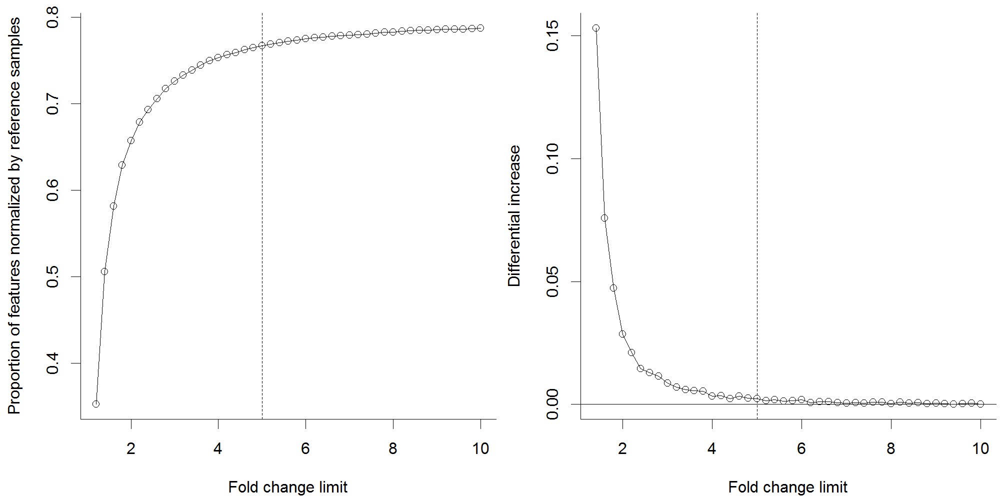 Proportion of features normalized by reference samples
0.8
0.7
0.6
0.5
0.4
2 4 6 8 10
Fold change limit
Differential increase
0.15
0.10
0.05
0.00
2 4 6 8 10
Fold change limit